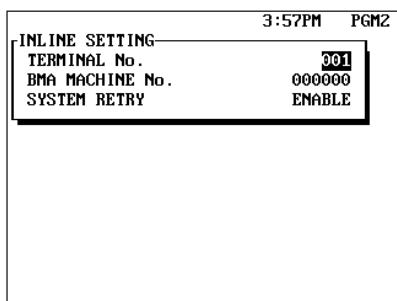 3:57PM PGM2
INLINE SETTING
TERMINAL No. 001
BMA MACHINE No. 000000
SYSTEM RETRY ENABLE